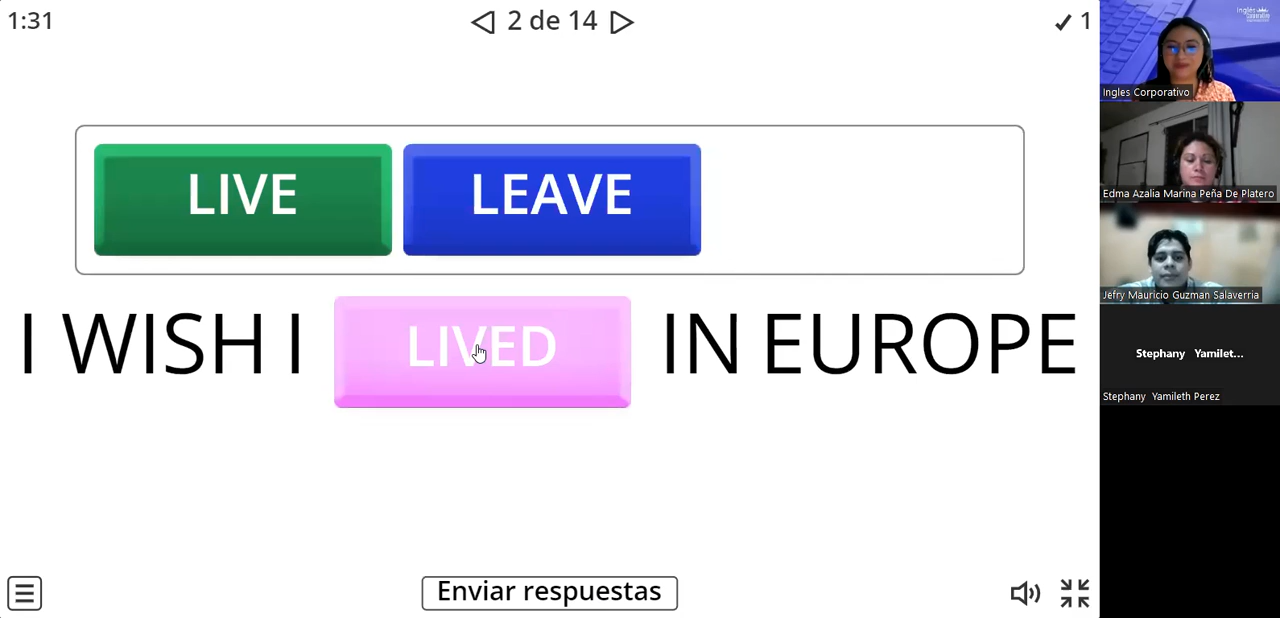 1:31
2 de 14
1
LIVE
LEAVE
I WISH I LIVED IN EUROPE
Enviar respuestas
Ingles Corporativo
Edma Azalia Marina Peña De Platero
Jefry Mauricio Guzman Salaverria
Stephany Yamilet...
Stephany Yamileth Perez